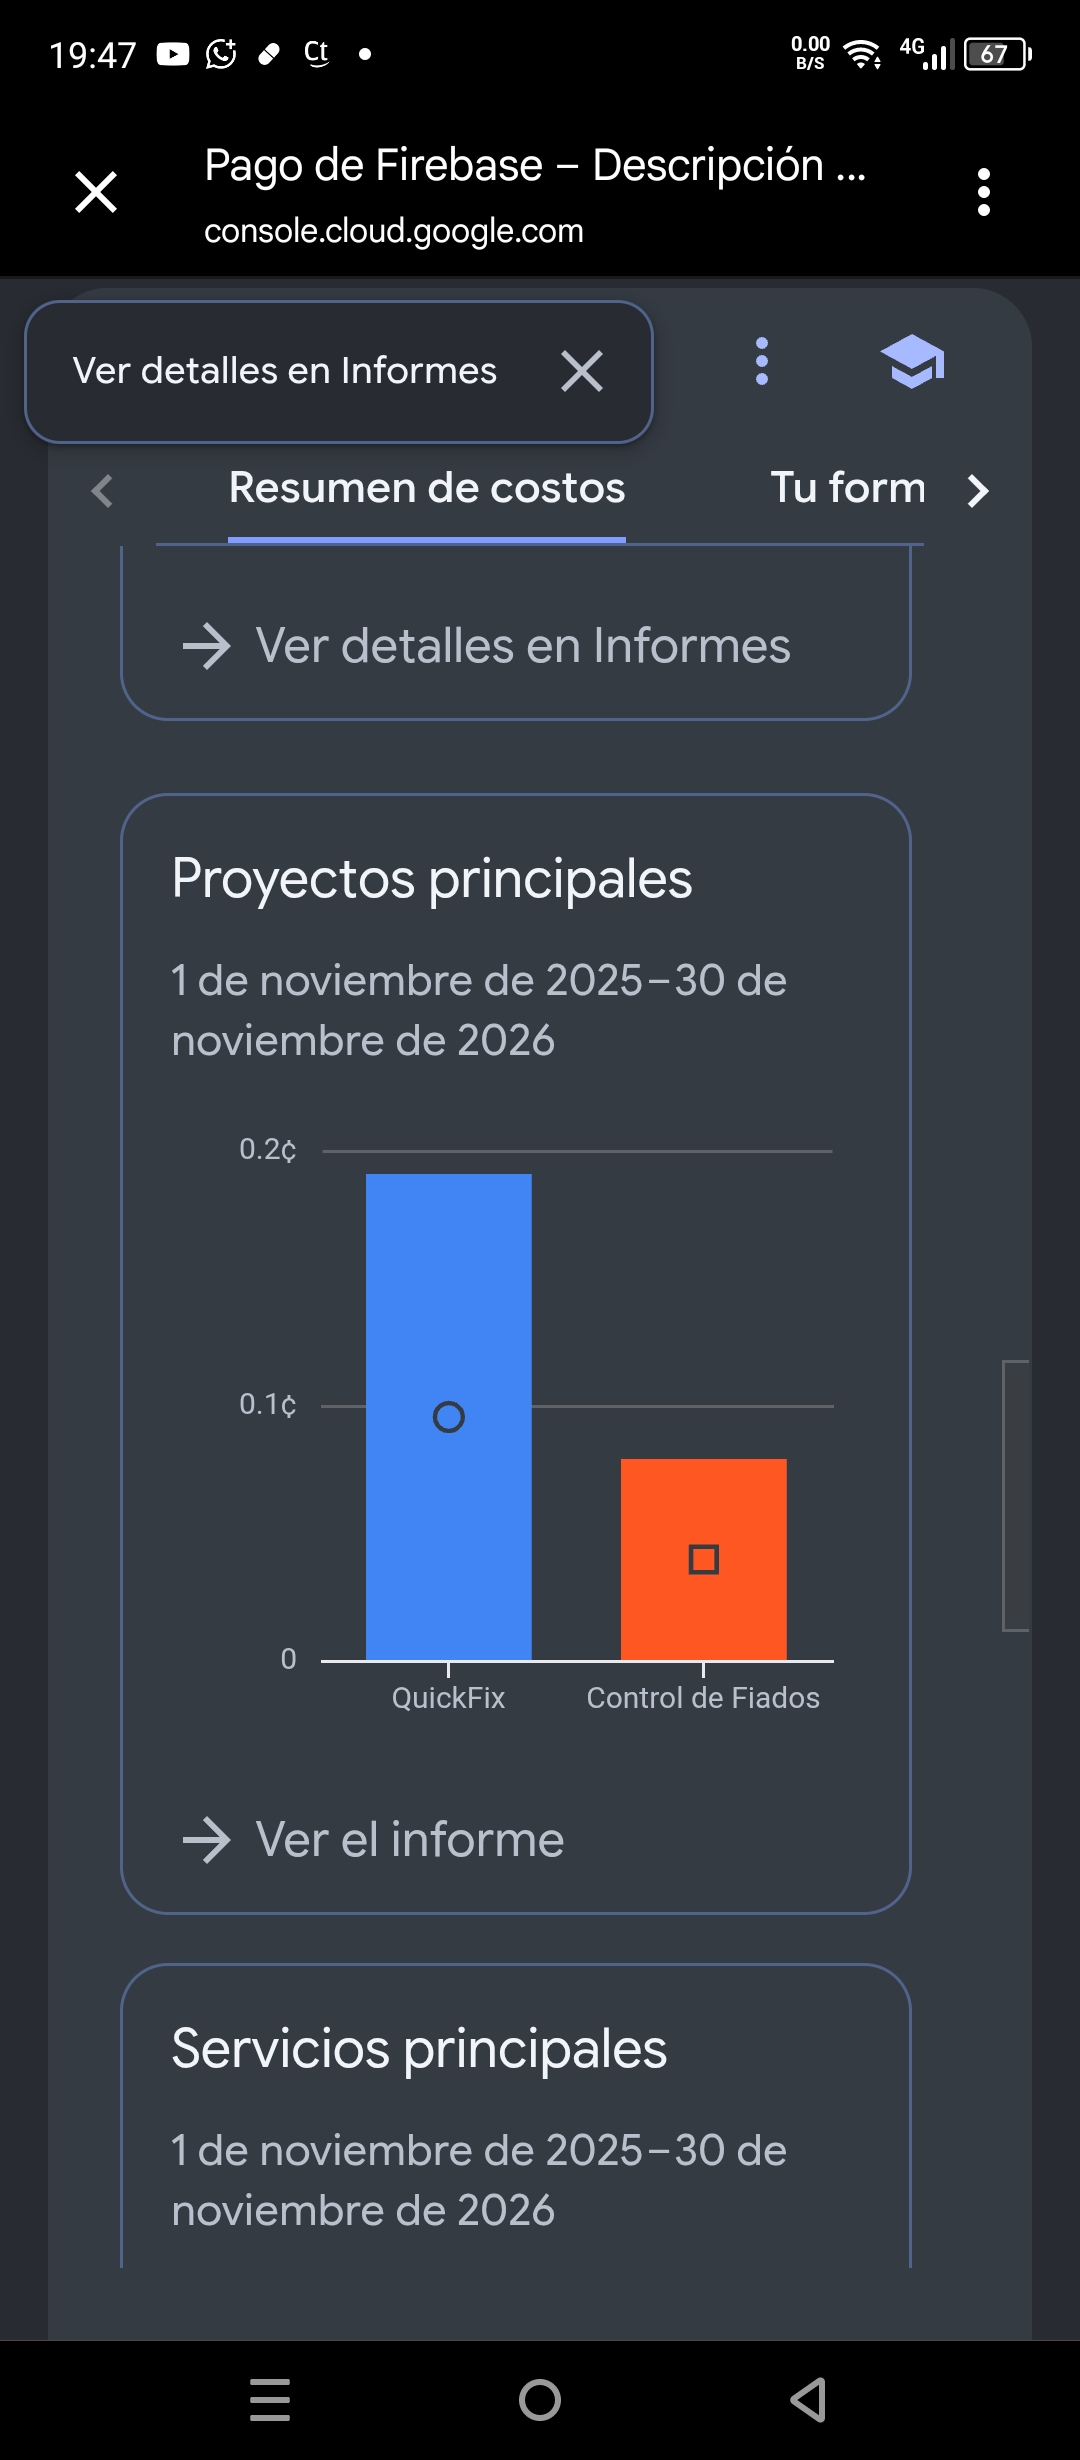 19:47
Ct
0.00
B/S
4G
67
Pago de Firebase – Descripción ...
console.cloud.google.com
Ver detalles en Informes
Resumen de costos
Tu form
Ver detalles en Informes
Proyectos principales
1 de noviembre de 2025–30 de
noviembre de 2026
0.2¢
0.1¢
0
QuickFix
Control de Fiados
Ver el informe
Servicios principales
1 de noviembre de 2025–30 de
noviembre de 2026